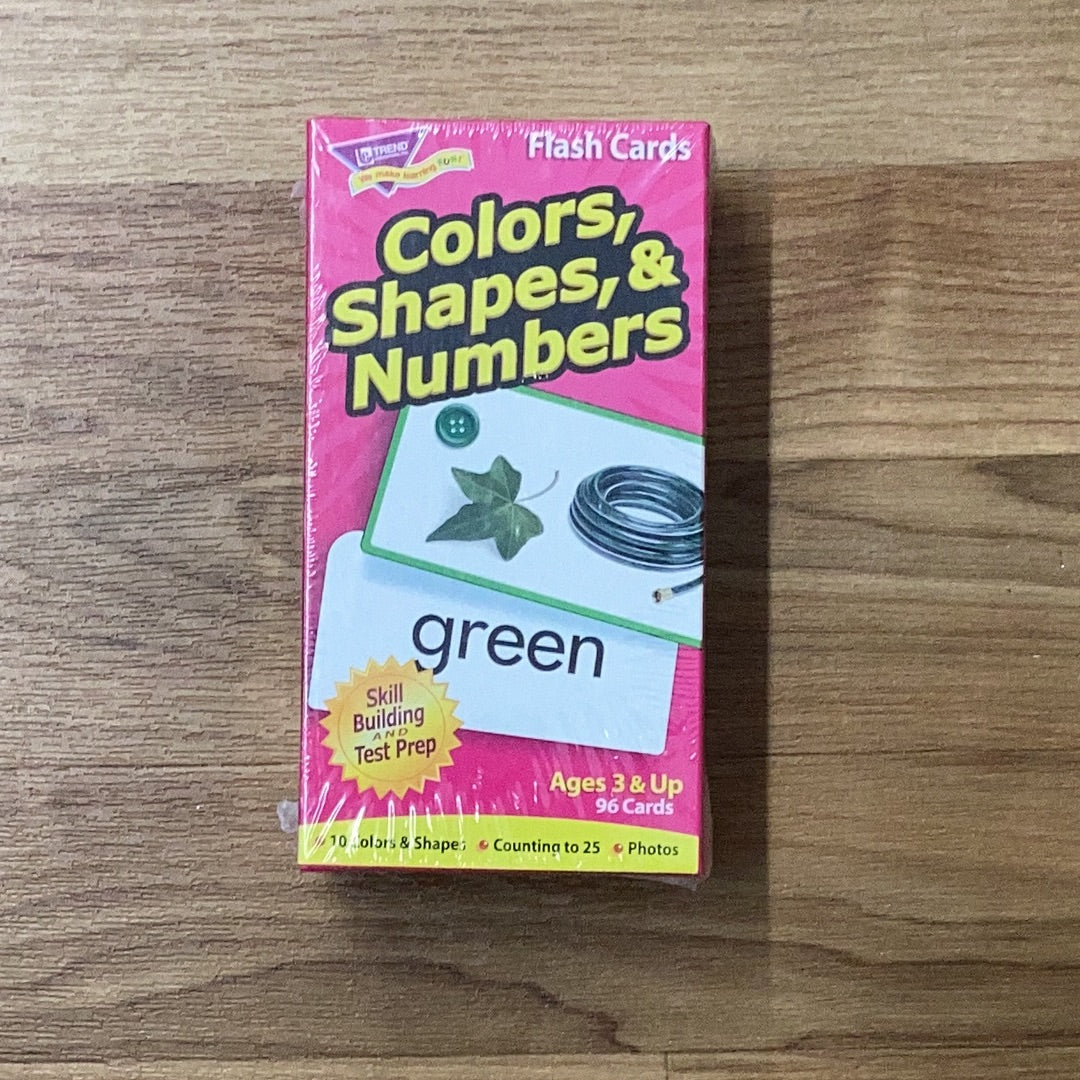 TREND
We make learning FUN!
Flash Cards
Colors,
Shapes, &
Numbers
green
Skill
Building
AND
Test Prep
Ages 3 & Up
96 Cards
• 10 Colors & Shapes • Counting to 25 • Photos